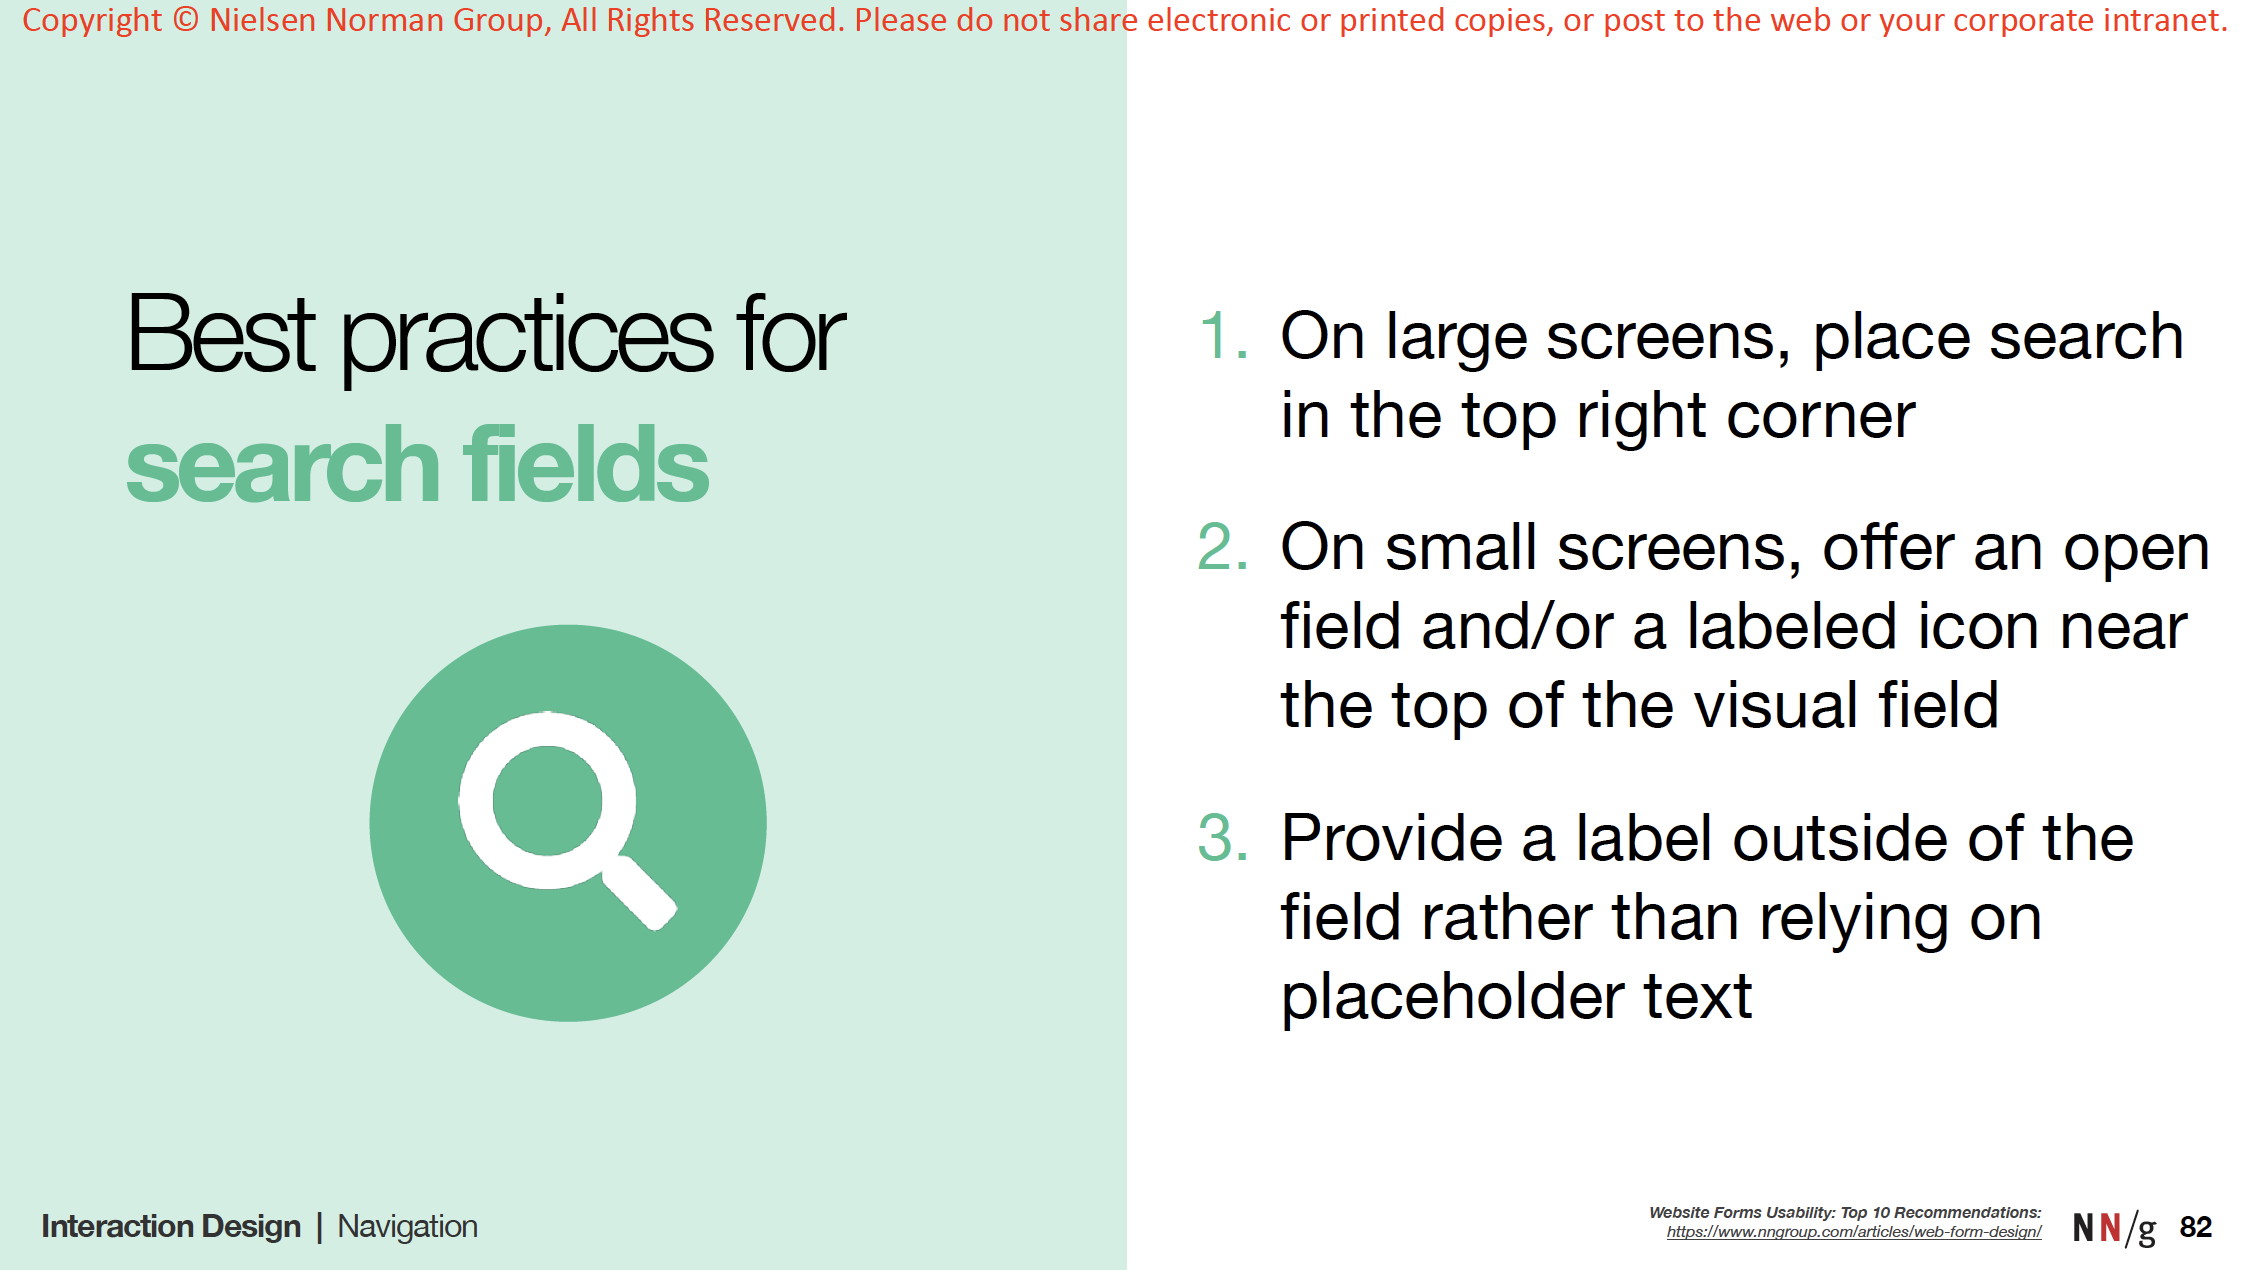 Copyright © Nielsen Norman Group, All Rights Reserved. Please do not share electronic or printed copies, or post to the web or your corporate intranet.
Best practices for
search fields
1. On large screens, place search
in the top right corner
2. On small screens, offer an open
field and/or a labeled icon near
the top of the visual field
3. Provide a label outside of the
field rather than relying on
placeholder text
Interaction Design | Navigation
Website Forms Usability: Top 10 Recommendations:
https://www.nngroup.com/articles/web-form-design/
NN/g 82